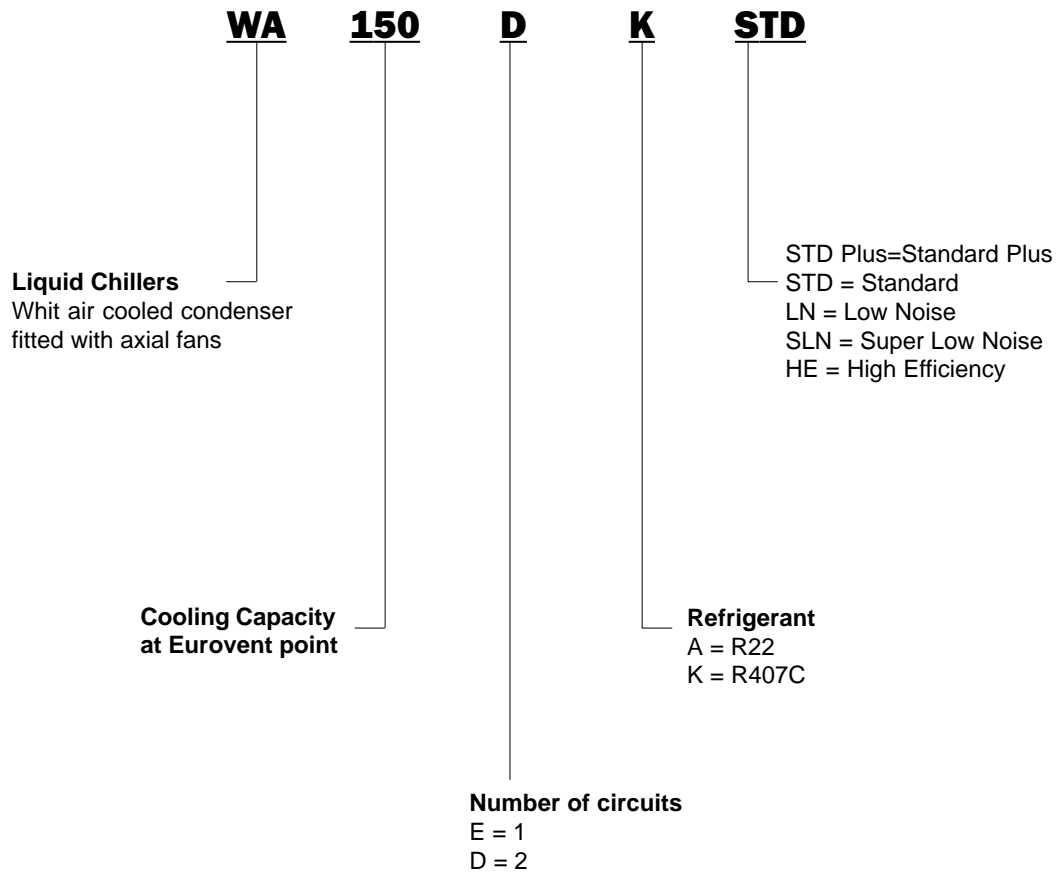 WA 150 D K STD
Liquid Chillers
Whit air cooled condenser
fitted with axial fans
STD Plus=Standard Plus
STD = Standard
LN = Low Noise
SLN = Super Low Noise
HE = High Efficiency
Cooling Capacity
at Eurovent point
Refrigerant
A = R22
K = R407C
Number of circuits
E = 1
D = 2